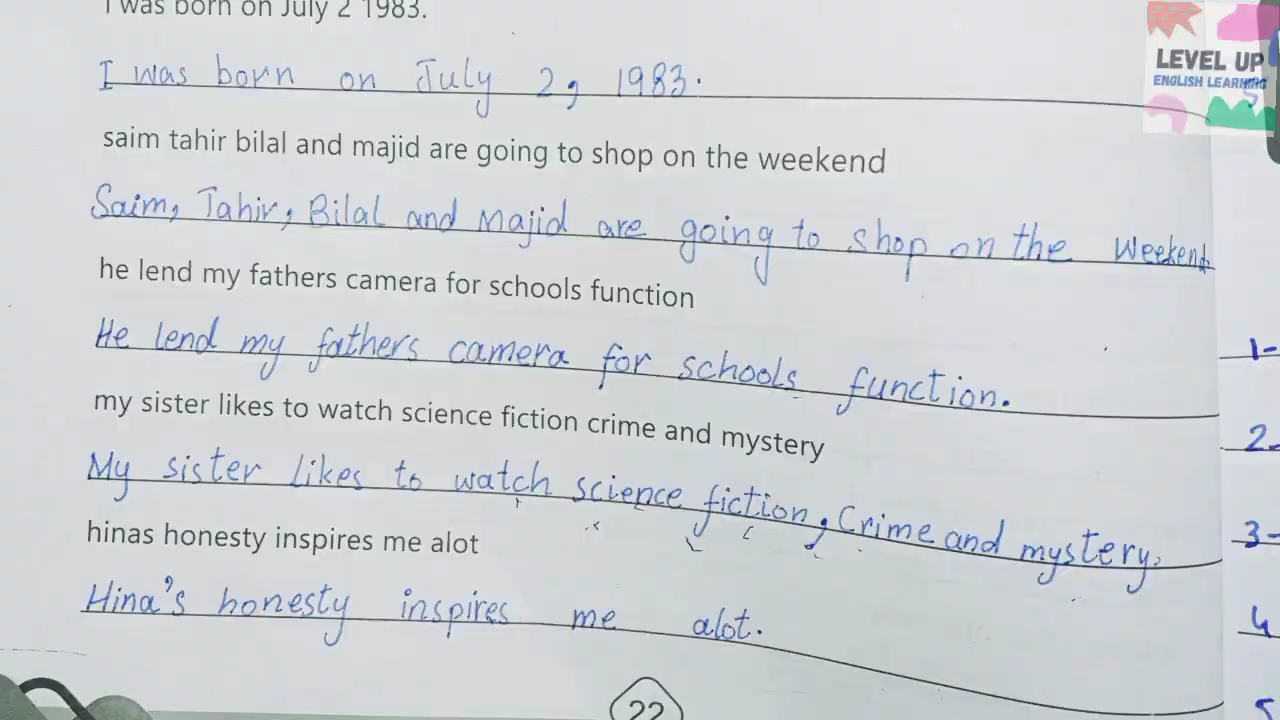 I was born on July 2 1983.
LEVEL UP
ENGLISH LEARNING
I was born on July 2, 1983.
saim tahir bilal and majid are going to shop on the weekend
Saim, Tahir, Bilal and Majid are going to shop on the weekend
he lend my fathers camera for schools function
He lend my fathers camera for schools function.
1-
my sister likes to watch science fiction crime and mystery
2-
My sister likes to watch science fiction, Crime and mystery.
hinas honesty inspires me alot
3-
Hina's honesty inspires me alot.
4
22
5